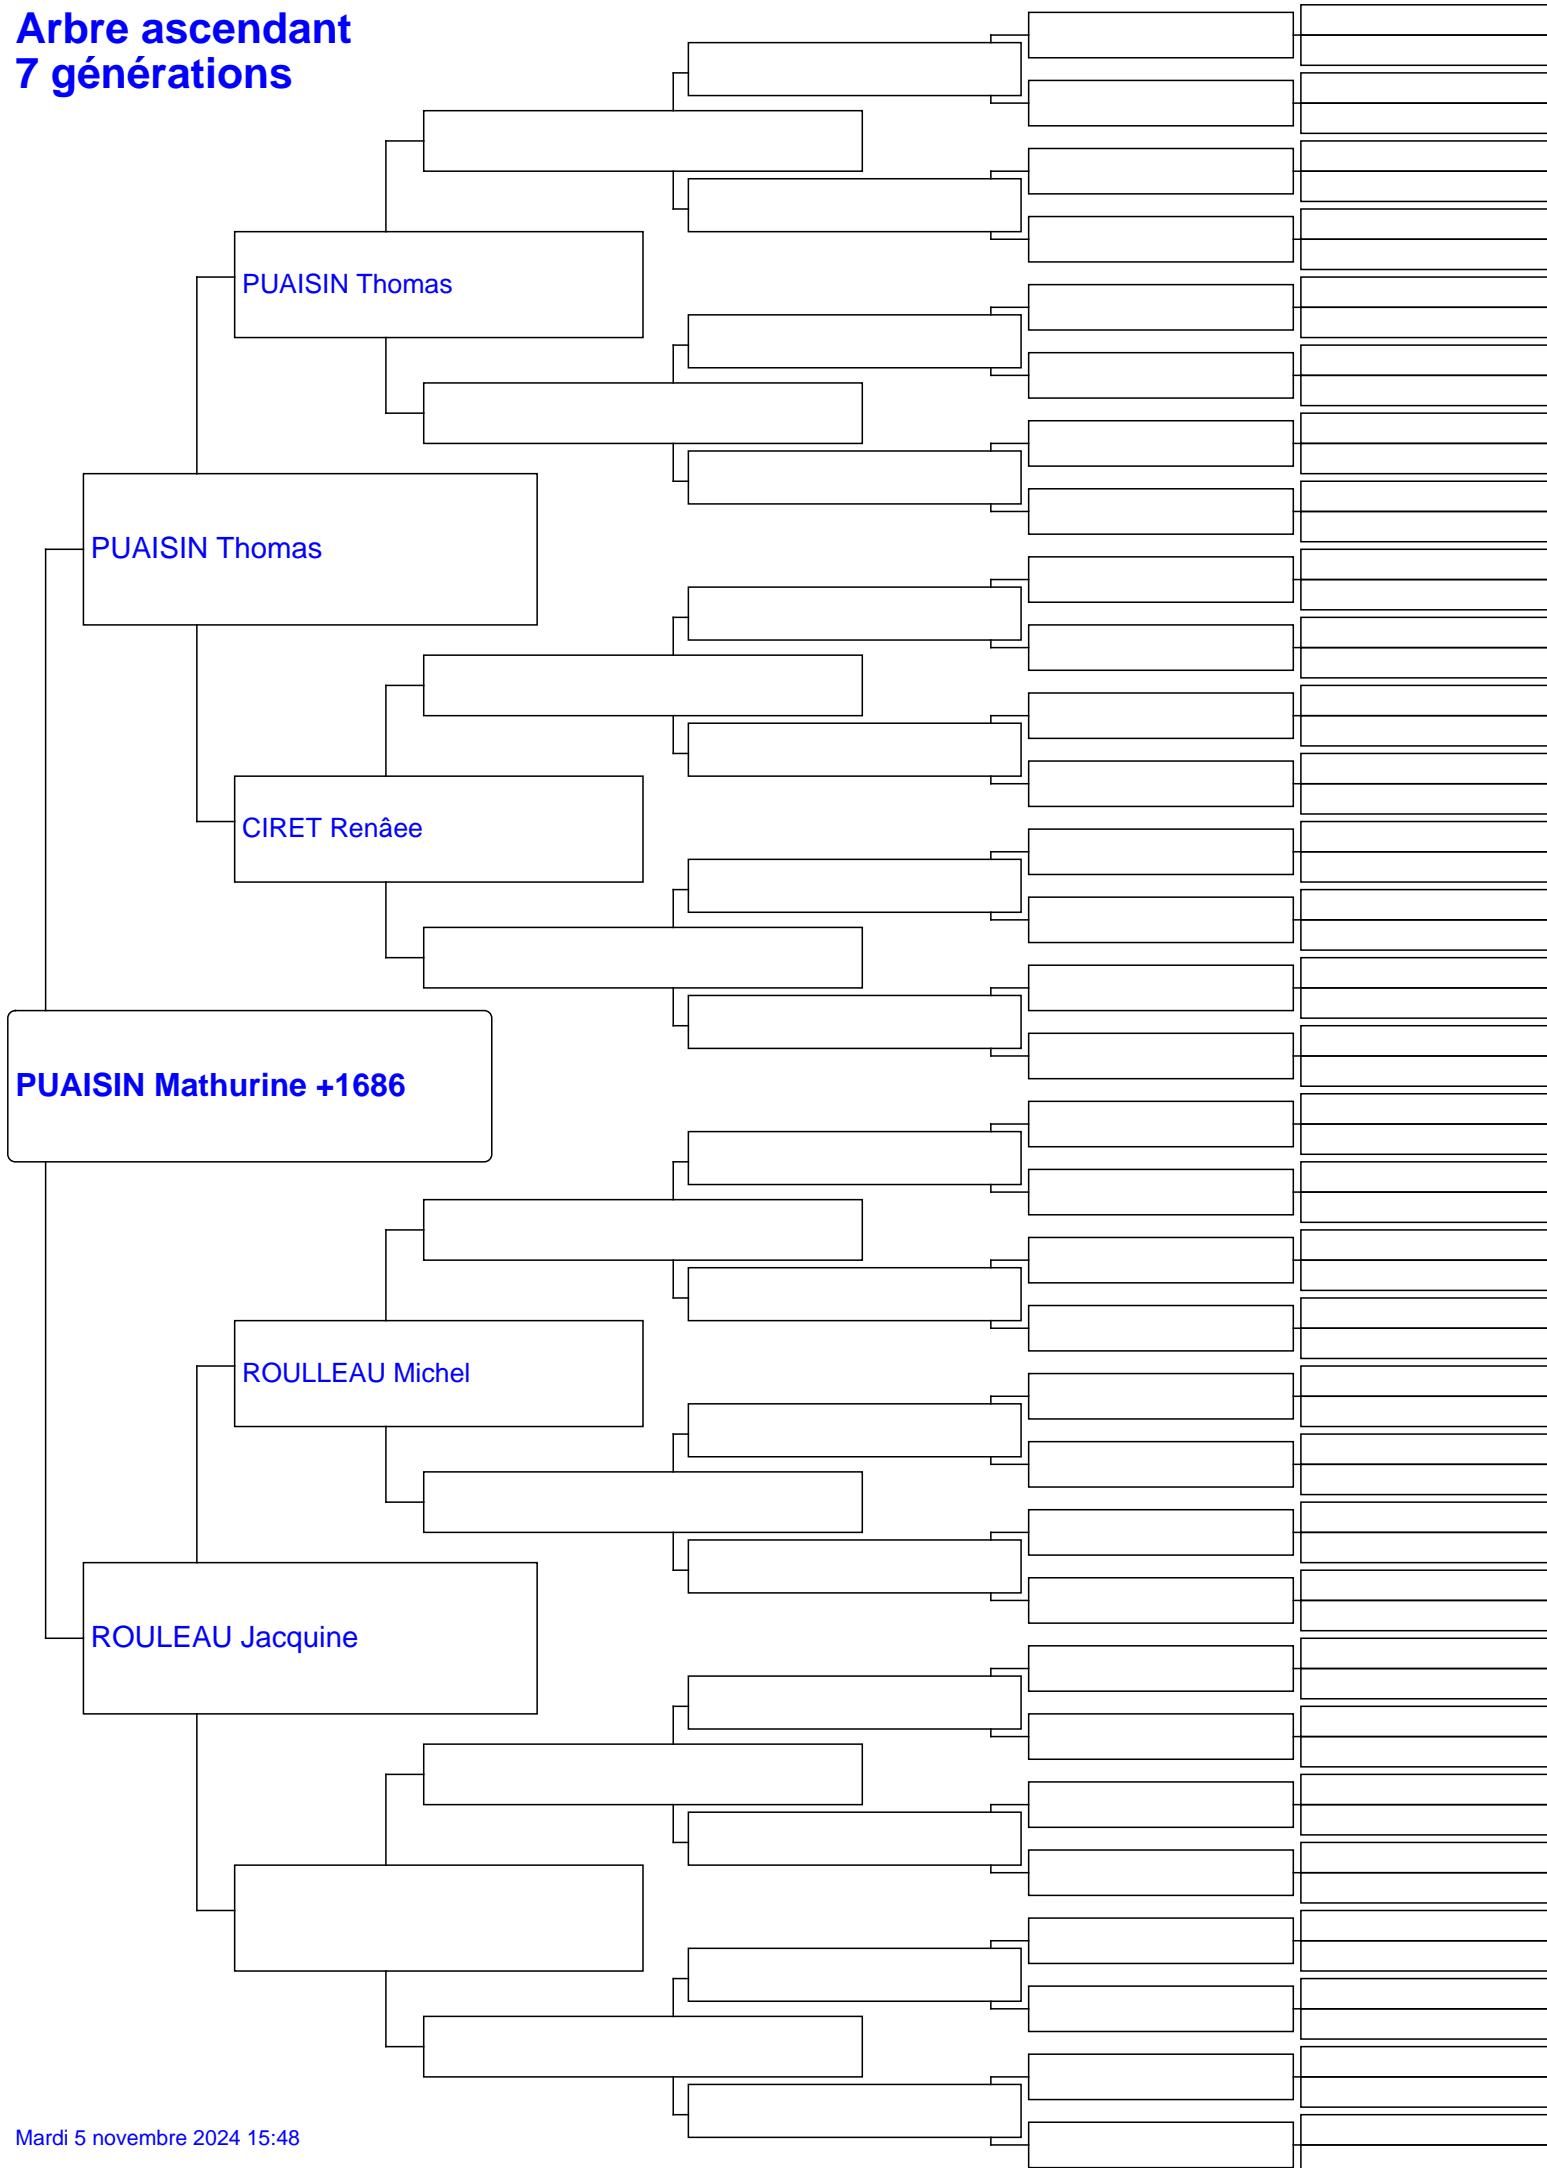 Arbre ascendant
7 générations
PUAISIN Thomas
PUAISIN Thomas
CIRET Renâee
PUAISIN Mathurine +1686
ROULLEAU Michel
ROULEAU Jacquine
Mardi 5 novembre 2024 15:48